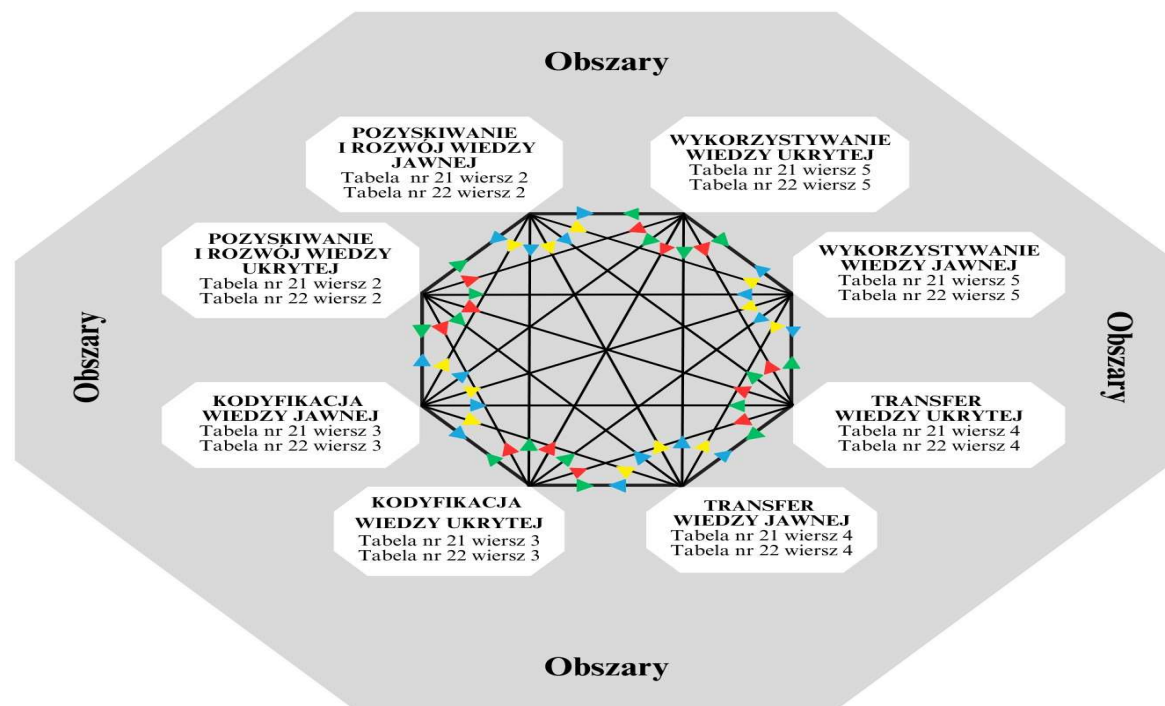 Obszary
POZYSKIWANIE
I ROZWÓJ WIEDZY
JAWNEJ
Tabela nr 21 wiersz 2
Tabela nr 22 wiersz 2
WYKORZYSTYWANIE
WIEDZY UKRYTEJ
Tabela nr 21 wiersz 5
Tabela nr 22 wiersz 5
POZYSKIWANIE
I ROZWÓJ WIEDZY
UKRYTEJ
Tabela nr 21 wiersz 2
Tabela nr 22 wiersz 2
WYKORZYSTYWANIE
WIEDZY JAWNEJ
Tabela nr 21 wiersz 5
Tabela nr 22 wiersz 5
Obszary
Obszary
KODYFIKACJA
WIEDZY JAWNEJ
Tabela nr 21 wiersz 3
Tabela nr 22 wiersz 3
TRANSFER
WIEDZY UKRYTEJ
Tabela nr 21 wiersz 4
Tabela nr 22 wiersz 4
KODYFIKACJA
WIEDZY UKRYTEJ
Tabela nr 21 wiersz 3
Tabela nr 22 wiersz 3
TRANSFER
WIEDZY JAWNEJ
Tabela nr 21 wiersz 4
Tabela nr 22 wiersz 4
Obszary